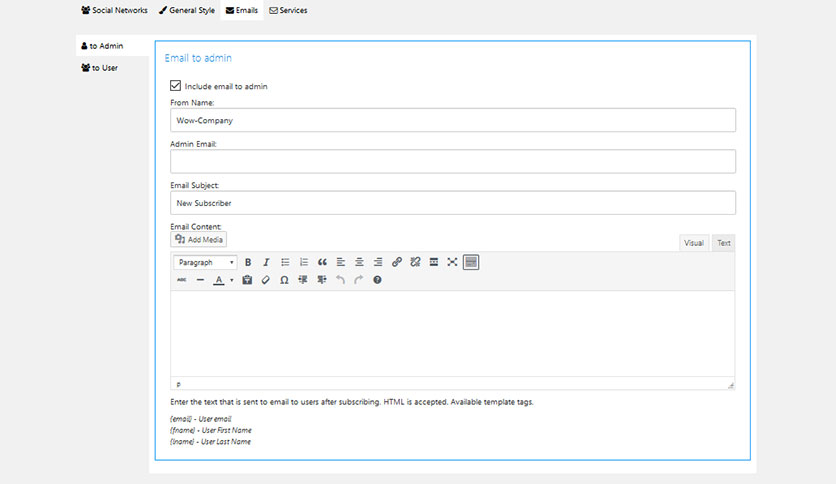 Social Networks General Style Emails Services
to Admin
to User
Email to admin
Include email to admin
From Name:
Wow-Company
Admin Email:
Email Subject:
New Subscriber
Email Content:
Add Media
Visual Text
Paragraph B I
ABC A Ω
p
Enter the text that is sent to email to users after subscribing. HTML is accepted. Available template tags.
{email} - User email
{fname} - User First Name
{lname} - User Last Name